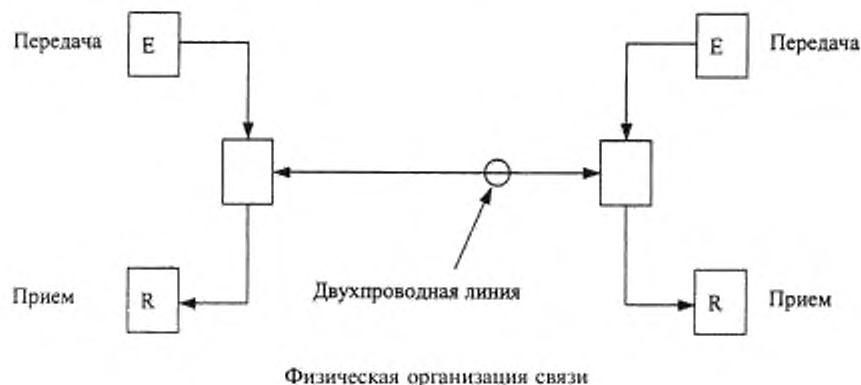 Передача E E Передача
Двухпроводная линия
Прием R R Прием
Физическая организация связи